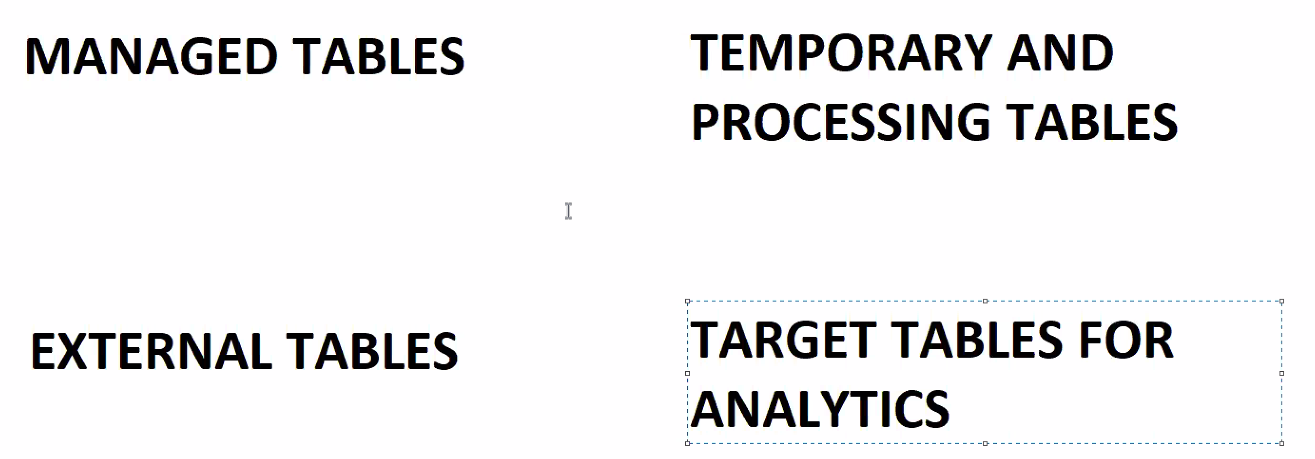 MANAGED TABLES
TEMPORARY AND
PROCESSING TABLES
EXTERNAL TABLES
TARGET TABLES FOR
ANALYTICS